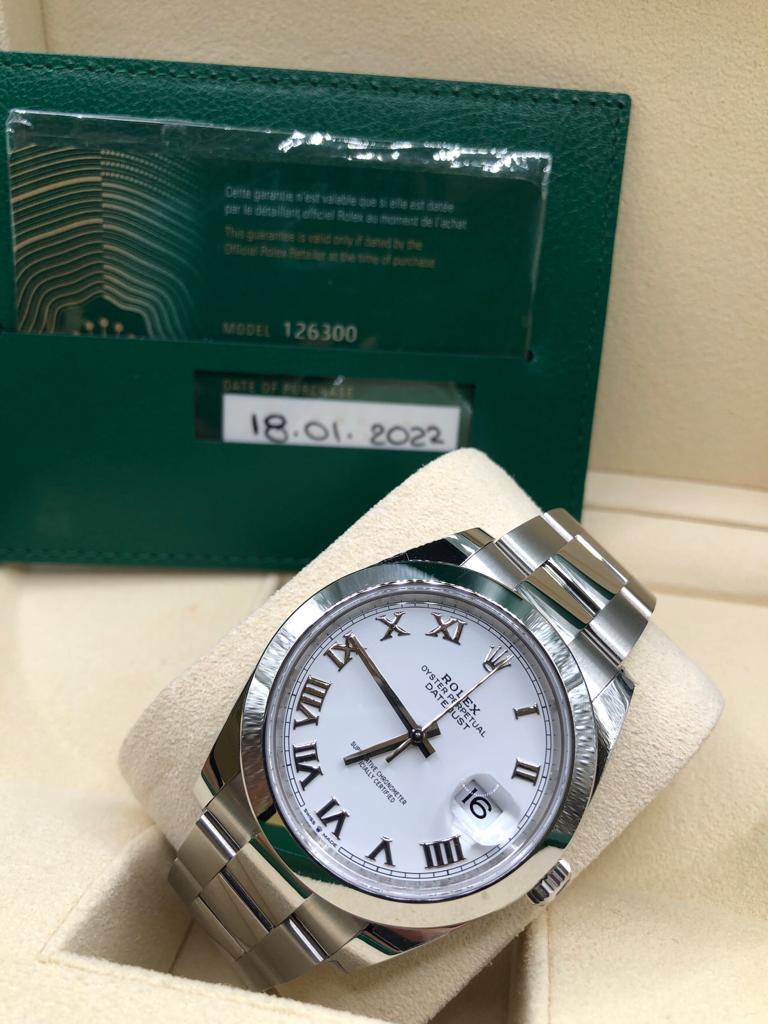 Cette garantie n'est valable que si elle est datée
par le détaillant officiel Rolex au moment de l'achat
This guarantee is valid only if dated by the
Official Rolex Retailer at the time of purchase
MODEL 126300
DATE OF PURCHASE
18.01.2022
XI
X
IX
VIII
VII
VI
V
IIII
II
I
ROLEX
OYSTER PERPETUAL
DATEJUST
16
SUPERLATIVE CHRONOMETER
OFFICIALLY CERTIFIED
SWISS MADE